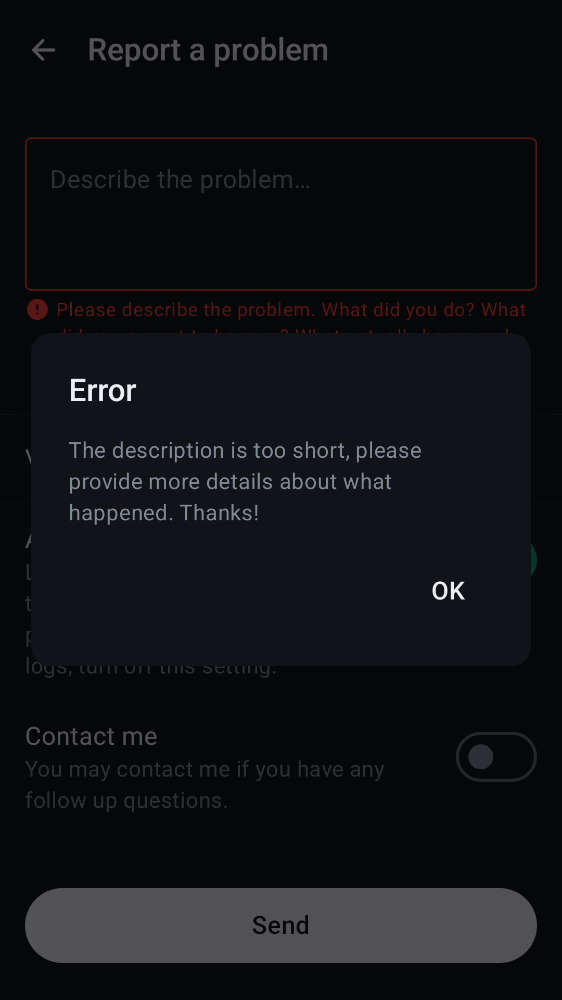 Report a problem
Describe the problem...
Please describe the problem. What did you do? What
Error
The description is too short, please
provide more details about what
happened. Thanks!
OK
logs, turn off this setting.
Contact me
You may contact me if you have any
follow up questions.
Send